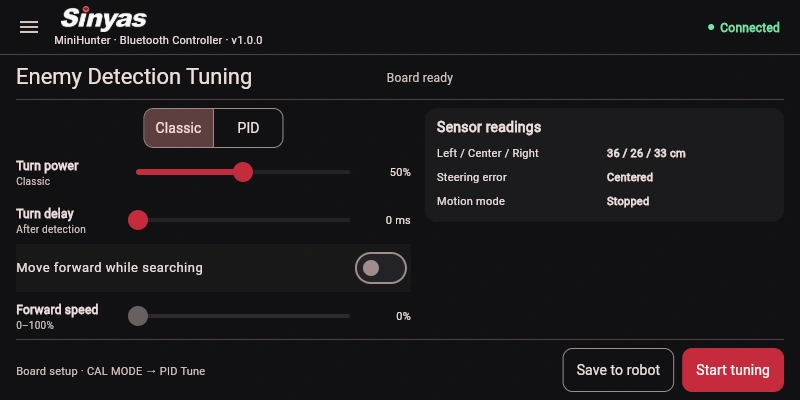 Sinyas
MiniHunter · Bluetooth Controller · v1.0.0
Connected
Enemy Detection Tuning
Board ready
Classic
PID
Turn power
Classic
50%
Turn delay
After detection
0 ms
Move forward while searching
Forward speed
0–100%
0%
Sensor readings
Left / Center / Right
36 / 26 / 33 cm
Steering error
Centered
Motion mode
Stopped
Board setup · CAL MODE → PID Tune
Save to robot
Start tuning